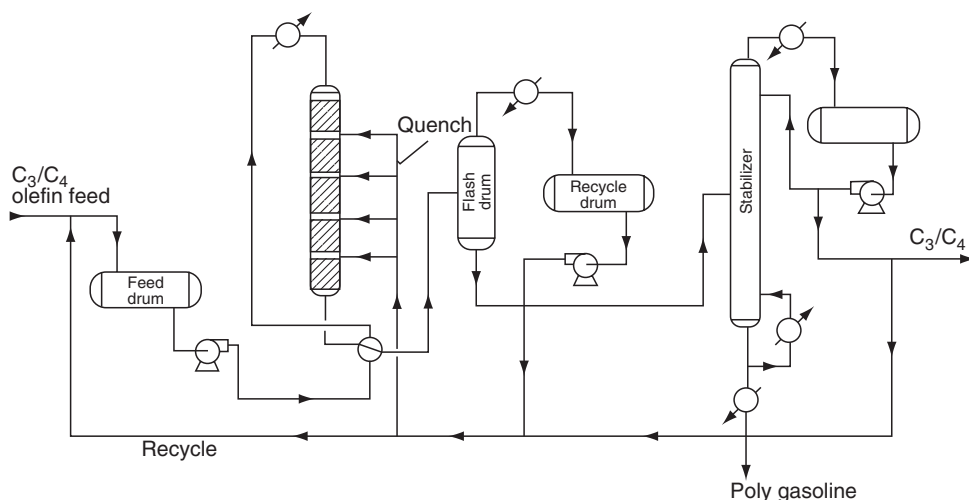 Quench
C₃/C₄
olefin feed
Feed
drum
Flash
drum
Recycle
drum
Stabilizer
C₃/C₄
Recycle
Poly gasoline